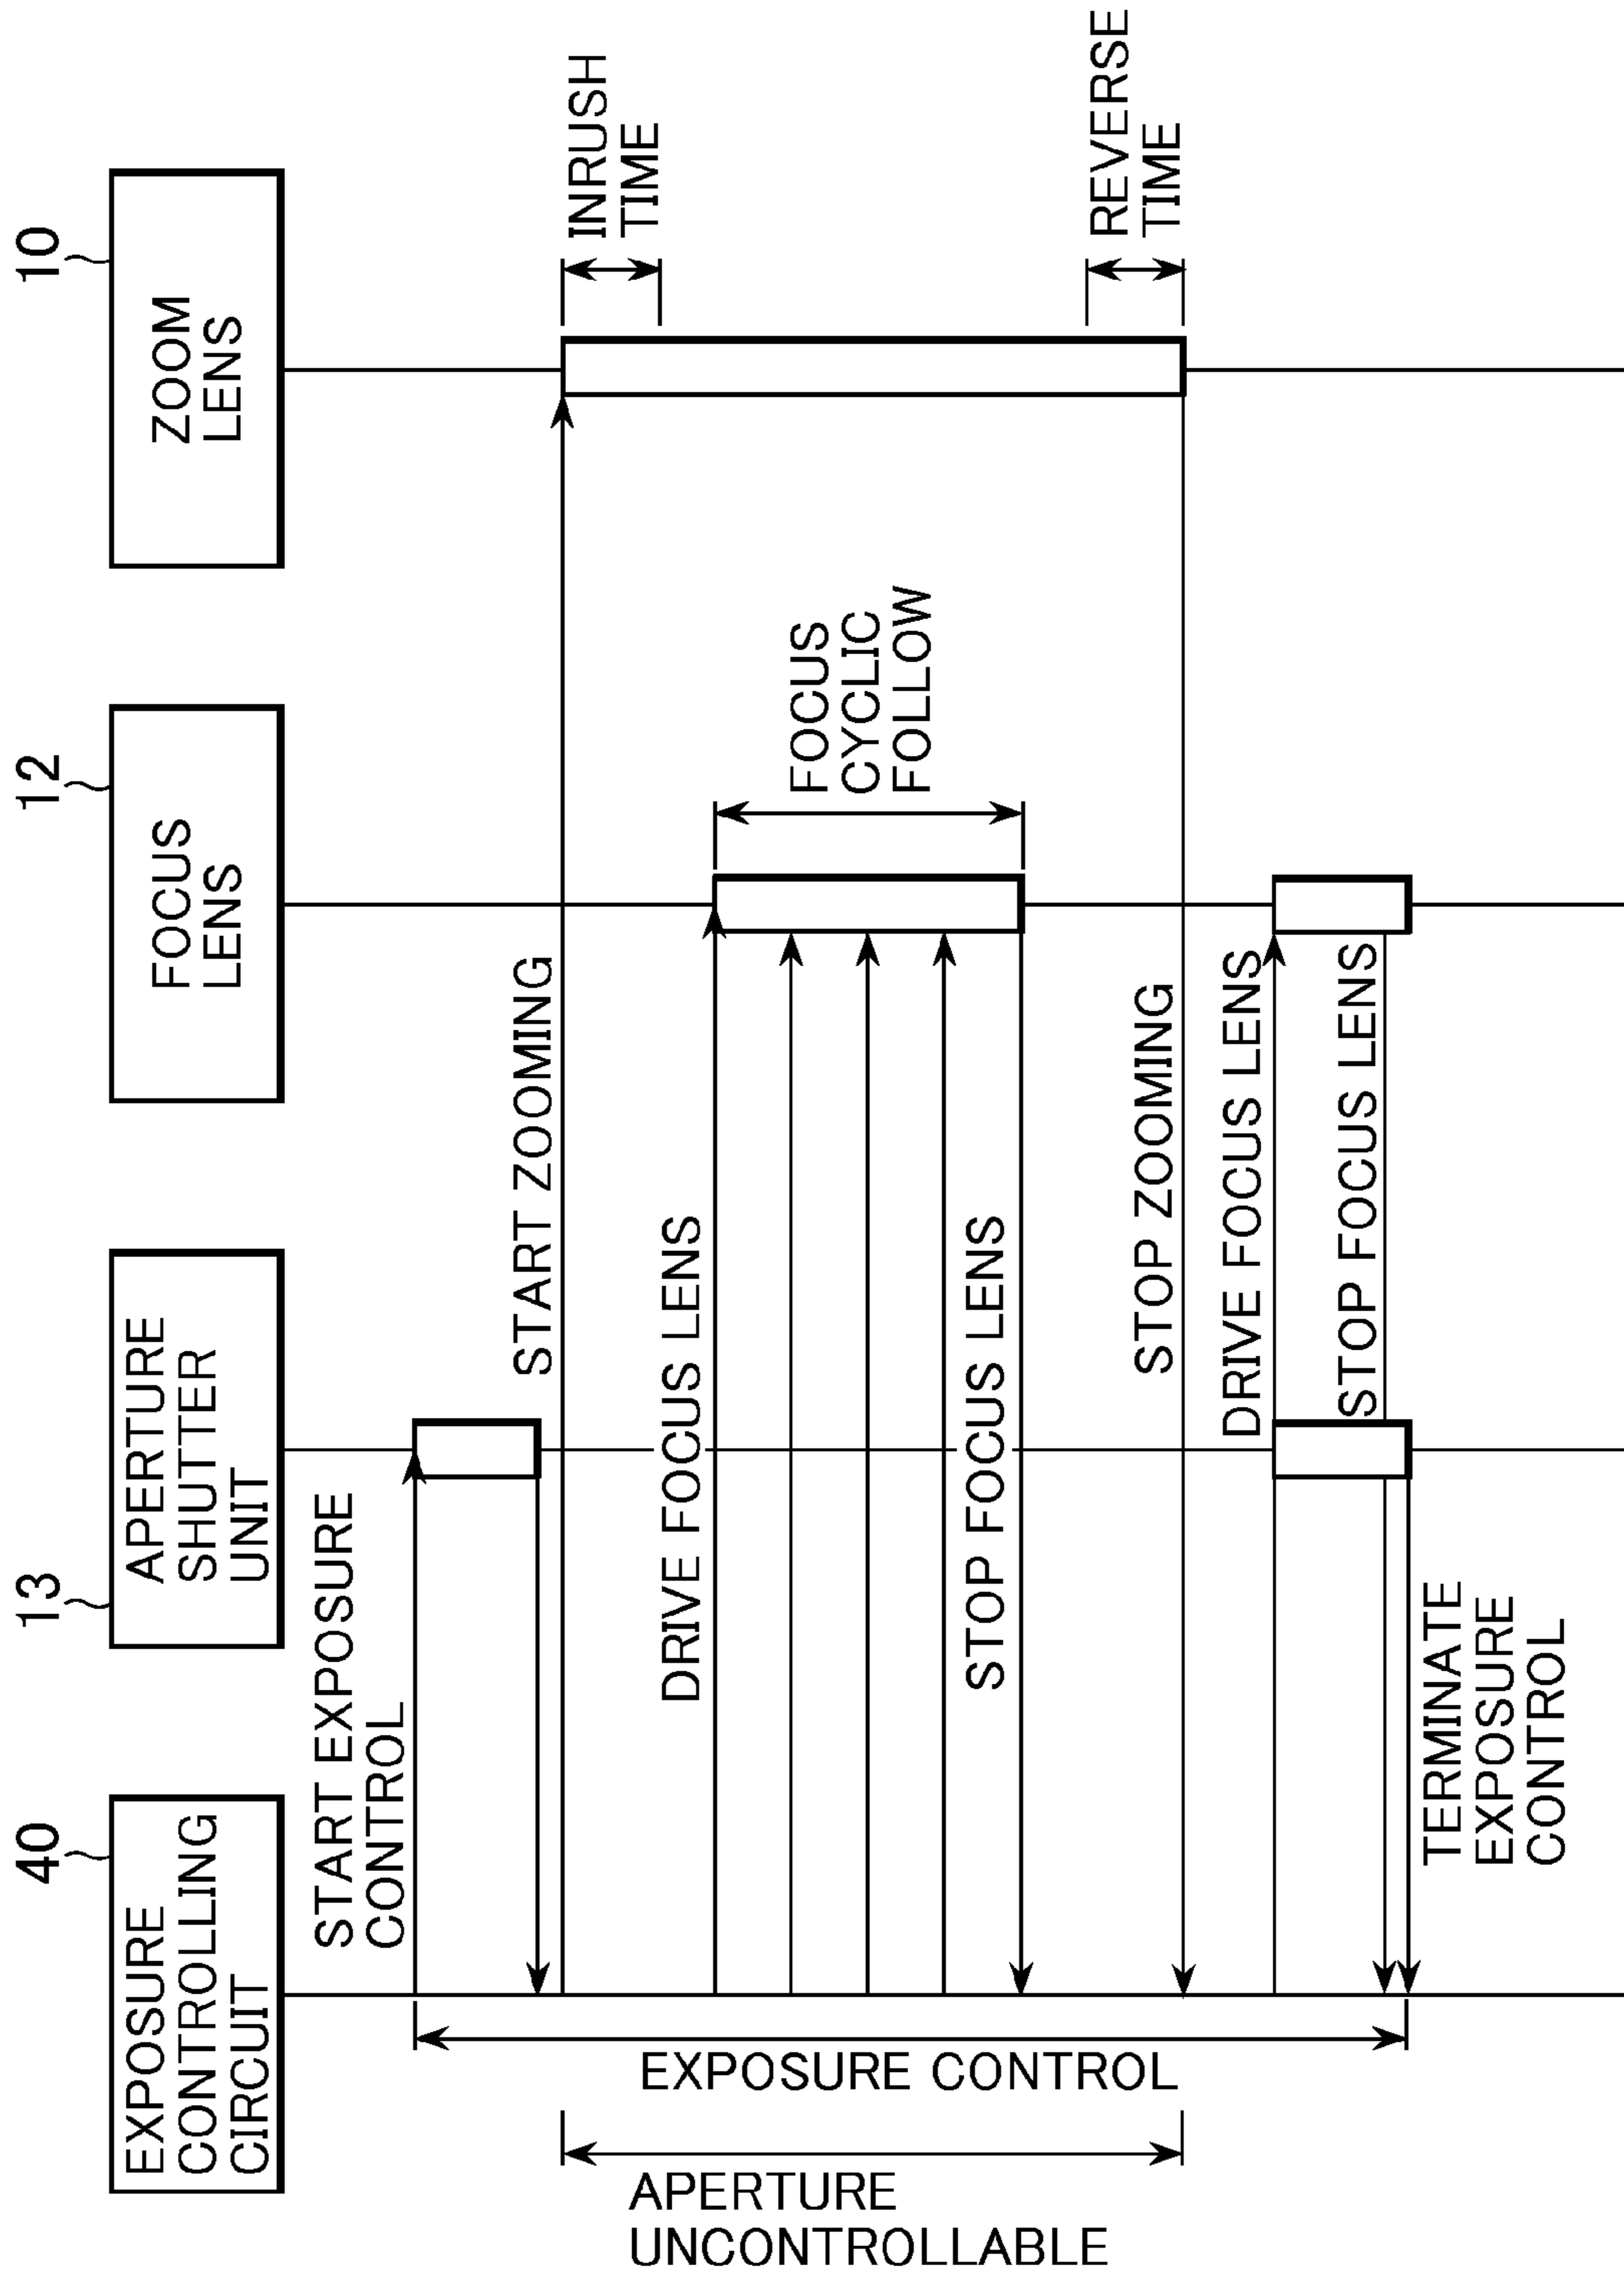 40
EXPOSURE
CONTROLLING
CIRCUIT
13
APERTURE
SHUTTER
UNIT
12
FOCUS
LENS
10
ZOOM
LENS
START EXPOSURE
CONTROL
START ZOOMING
INRUSH
TIME
DRIVE FOCUS LENS
FOCUS
CYCLIC
FOLLOW
STOP FOCUS LENS
EXPOSURE CONTROL
APERTURE
UNCONTROLLABLE
REVERSE
TIME
STOP ZOOMING
DRIVE FOCUS LENS
STOP FOCUS LENS
TERMINATE
EXPOSURE
CONTROL